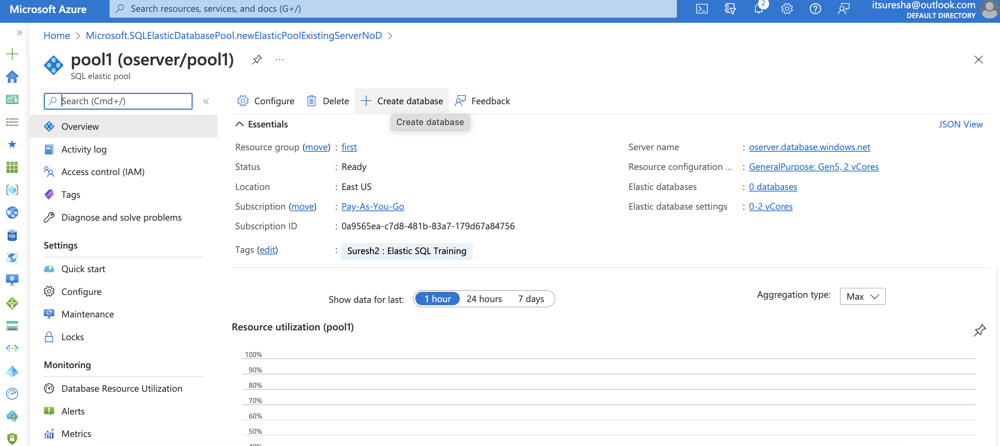 Microsoft Azure
Search resources, services, and docs (G+/)
2
itsuresha@outlook.com
DEFAULT DIRECTORY
Home > Microsoft.SQLElasticDatabasePool.newElasticPoolExistingServerNoD >
pool1 (oserver/pool1)
...
SQL elastic pool
Search (Cmd+/)
«
Overview
Activity log
Access control (IAM)
Tags
Diagnose and solve problems
Settings
Quick start
Configure
Maintenance
Locks
Monitoring
Database Resource Utilization
Alerts
Metrics
SQL
Configure
Delete
Create database
Feedback
Create database
Essentials
JSON View
Resource group (move) : first
Status : Ready
Location : East US
Subscription (move) : Pay-As-You-Go
Subscription ID : 0a9565ea-c7d8-481b-83a7-179d67a84756
Tags (edit) : Suresh2 : Elastic SQL Training
Server name : oserver.database.windows.net
Resource configuration ... : GeneralPurpose: Gen5, 2 vCores
Elastic databases : 0 databases
Elastic database settings : 0-2 vCores
Show data for last: 1 hour 24 hours 7 days
Aggregation type: Max
Resource utilization (pool1)
100%
90%
80%
70%
60%
50%
40%